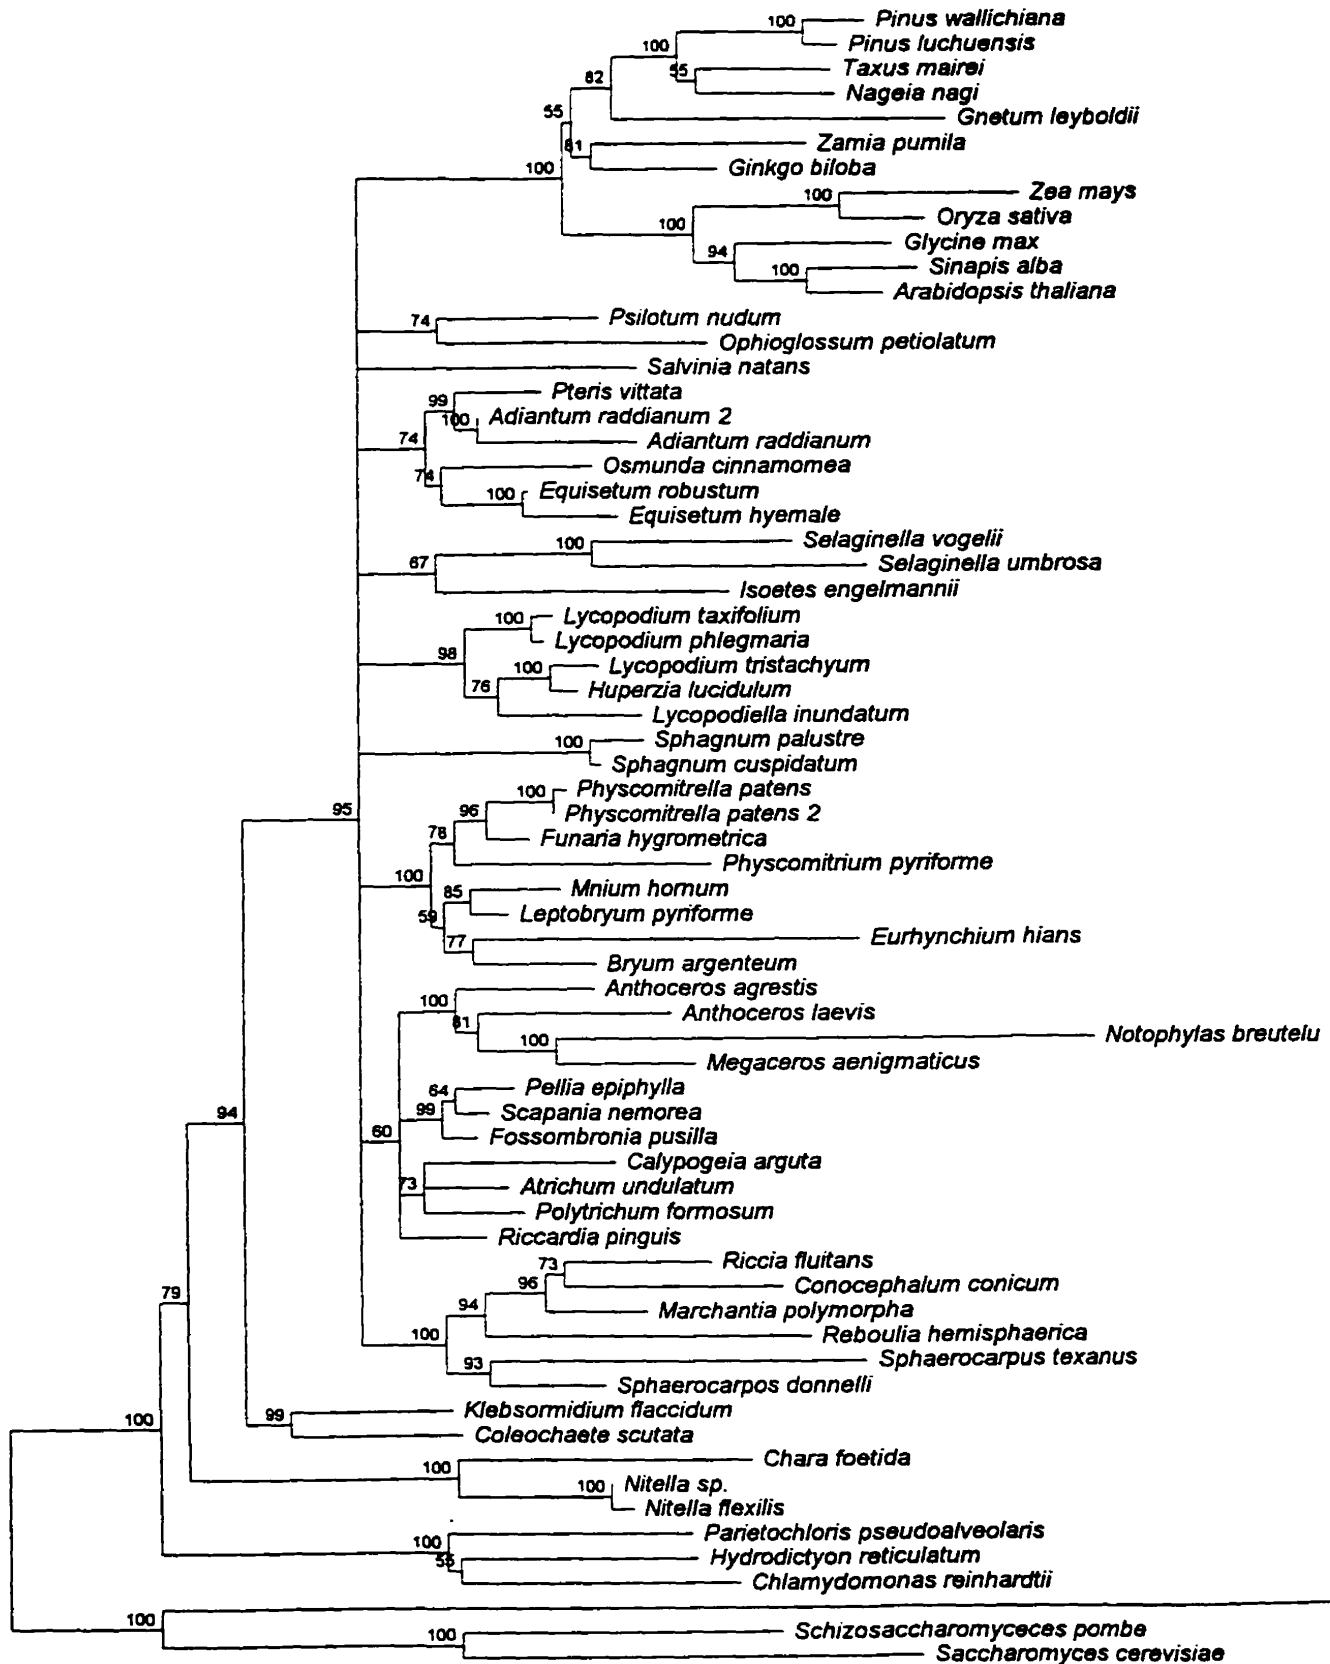 100 Pinus wallichiana
100 Pinus luchuensis
55 Taxus mairei
82 Nageia nagi
55 Gnetum leyboldii
81 Zamia pumila
100 Ginkgo biloba
100 Zea mays
100 Oryza sativa
94 Glycine max
100 Sinapis alba
Arabidopsis thaliana
74 Psilotum nudum
Ophioglossum petiolatum
Salvinia natans
99 Pteris vittata
100 Adiantum raddianum 2
74 Adiantum raddianum
74 Osmunda cinnamomea
100 Equisetum robustum
Equisetum hyemale
100 Selaginella vogelii
67 Selaginella umbrosa
Isoetes engelmannii
100 Lycopodium taxifolium
98 Lycopodium phlegmaria
100 Lycopodium tristachyum
76 Huperzia lucidulum
Lycopodiella inundatum
100 Sphagnum palustre
Sphagnum cuspidatum
100 Physcomitrella patens
95 96 Physcomitrella patens 2
78 Funaria hygrometrica
100 Physcomitrium pyriforme
85 Mnium hornum
59 Leptobryum pyriforme
77 Eurhynchium hians
Bryum argenteum
100 Anthoceros agrestis
81 Anthoceros laevis
100 Notophylas breutelu
Megaceros aenigmaticus
64 Pellia epiphylla
94 99 Scapania nemorea
60 Fossombronia pusilla
Calypogeia arguta
73 Atrichum undulatum
Polytrichum formosum
Riccardia pinguis
73 Riccia fluitans
96 Conocephalum conicum
79 94 Marchantia polymorpha
100 Reboulia hemisphaerica
93 Sphaerocarpus texanus
Sphaerocarpos donnelli
100 99 Klebsormidium flaccidum
Coleochaete scutata
100 Chara foetida
100 Nitella sp.
Nitella flexilis
100 Parietochloris pseudoalveolaris
55 Hydrodictyon reticulatum
Chlamydomonas reinhardtii
100
100 Schizosaccharomyceces pombe
Saccharomyces cerevisiae